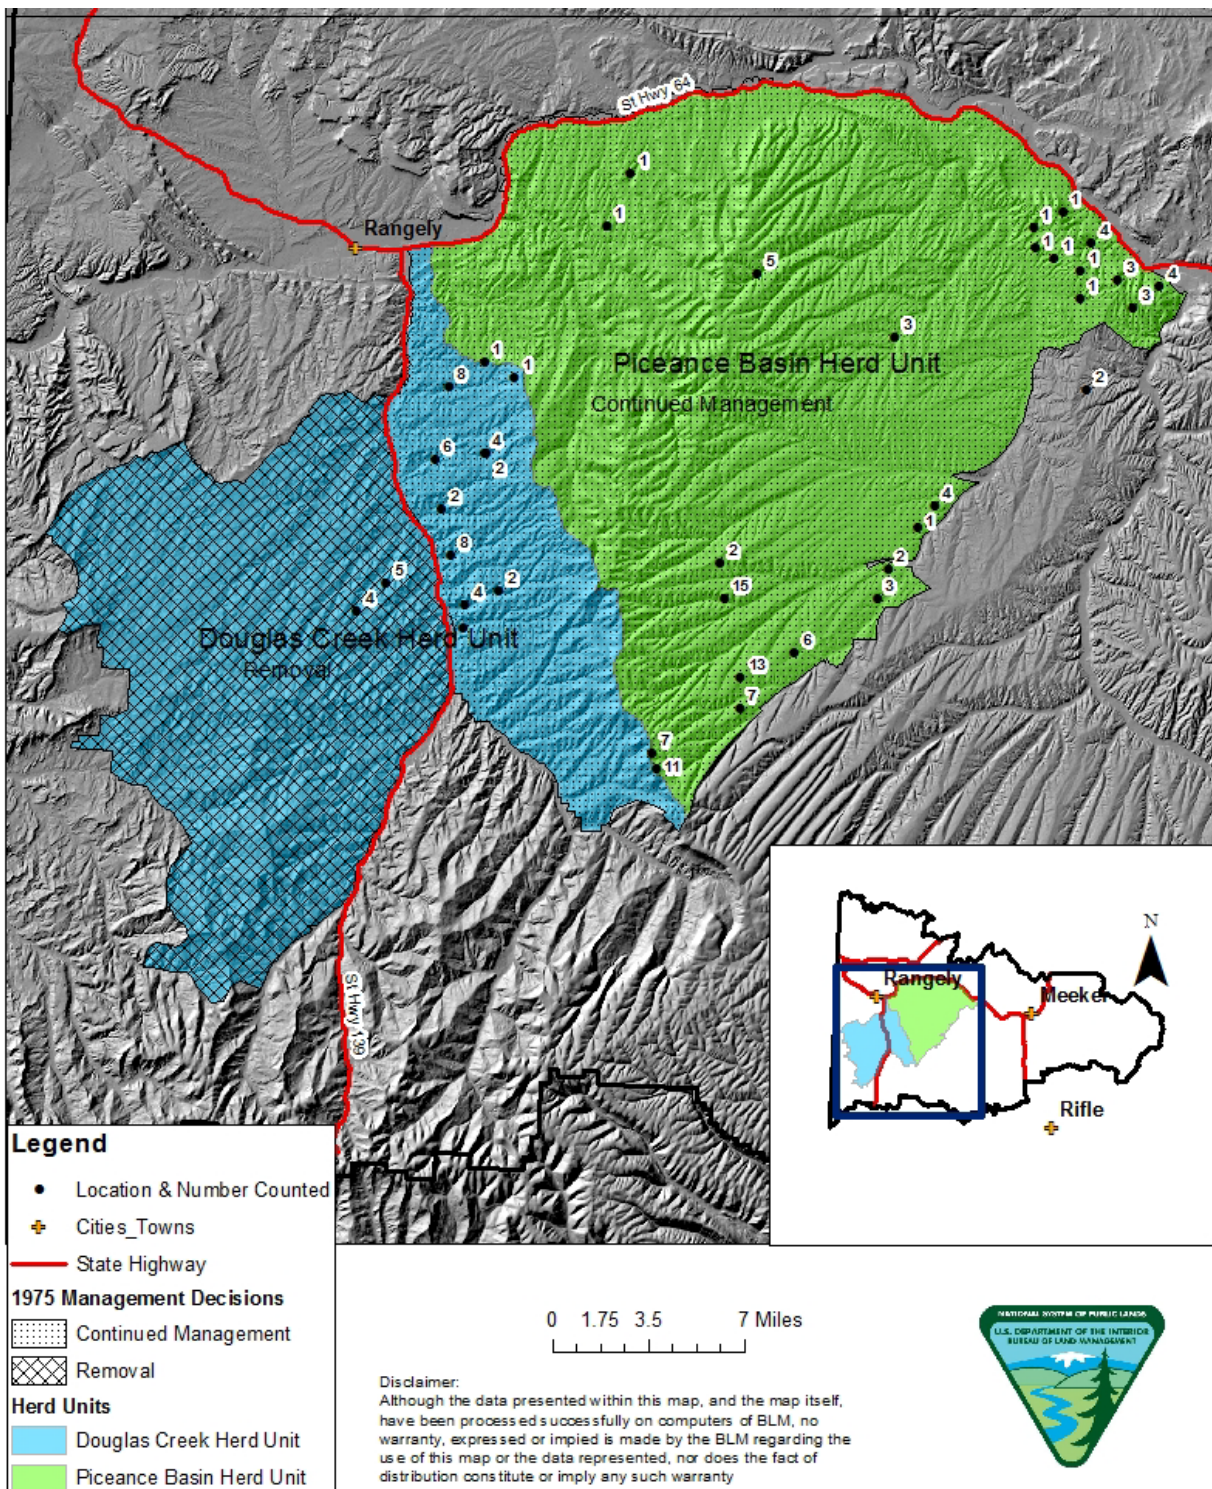 St Hwy 64
1
1
Rangely
5
1
1
1
1
4
1
1
3
4
3
3
Piceance Basin Herd Unit
Continued Management
2
1
1
8
4
6
2
2
8
4
2
5
4
Douglas Creek Herd Unit
Removal
4
1
2
3
2
15
6
13
7
7
11
St Hwy 139
N
Rangely
Meeker
Rifle
Legend
Location & Number Counted
Cities_Towns
State Highway
1975 Management Decisions
Continued Management
Removal
Herd Units
Douglas Creek Herd Unit
Piceance Basin Herd Unit
0 1.75 3.5 7 Miles
Disclaimer:
Although the data presented within this map, and the map itself,
have been processed successfully on computers of BLM, no
warranty, expressed or impied is made by the BLM regarding the
use of this map or the data represented, nor does the fact of
distribution constitute or imply any such warranty
NATIONAL SYSTEM OF PUBLIC LANDS
U.S. DEPARTMENT OF THE INTERIOR
BUREAU OF LAND MANAGEMENT